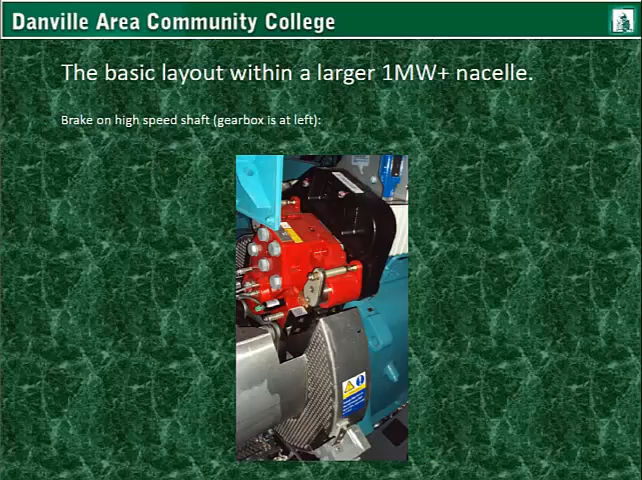 Danville Area Community College
The basic layout within a larger 1MW+ nacelle.
Brake on high speed shaft (gearbox is at left):